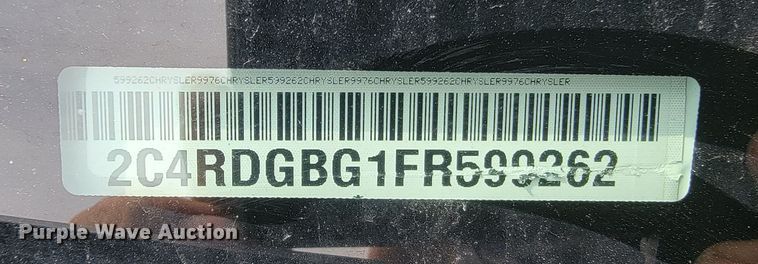 599262CHRYSLER9976CHRYSLER599262CHRYSLER9976CHRYSLER599262CHRYSLER9976CHRYSLER
2C4RDGBG1FR599262
Purple Wave Auction